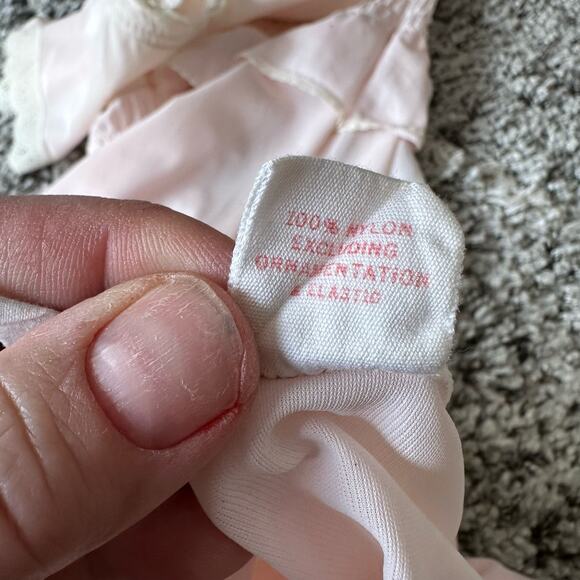 100% NYLON
EXCLUDING
ORNAMENTATION
& ELASTIC